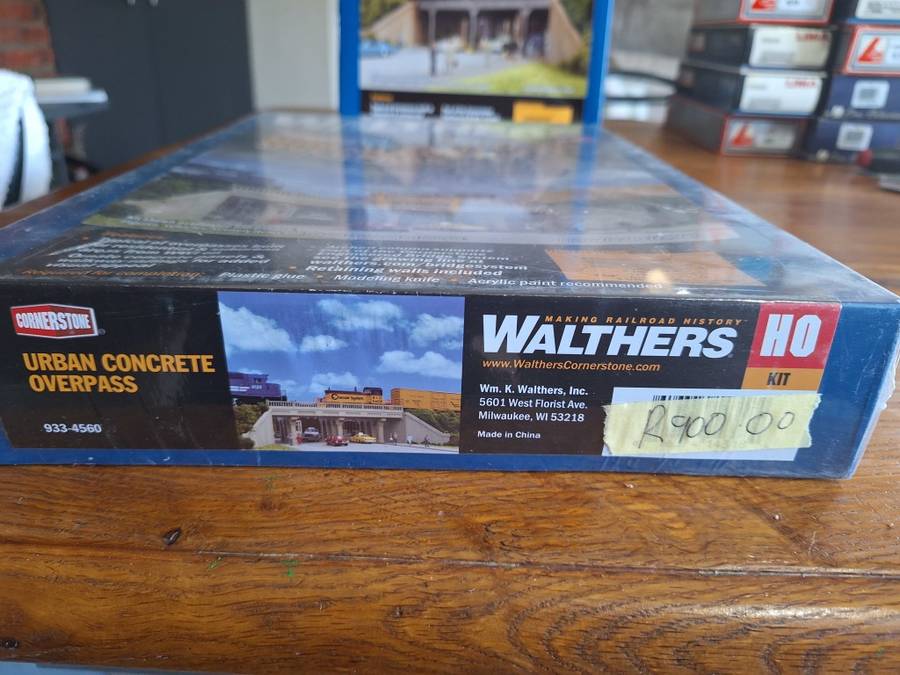 Retaining walls included
Plastic glue • Modeling knife • Acrylic paint recommended
CORNERSTONE
URBAN CONCRETE
OVERPASS
933-4560
MAKING RAILROAD HISTORY™
WALTHERS®
www.WalthersCornerstone.com
Wm. K. Walthers, Inc.
5601 West Florist Ave.
Milwaukee, WI 53218
Made in China
HO
KIT
R900 00